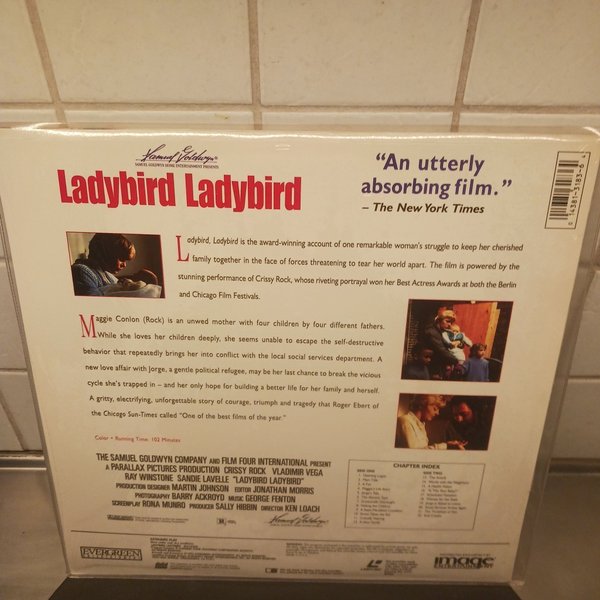 Samuel Goldwyn®
SAMUEL GOLDWYN HOME ENTERTAINMENT PRESENTS
Ladybird Ladybird
“An utterly
absorbing film.”
– The New York Times
Ladybird, Ladybird is the award-winning account of one remarkable woman's struggle to keep her cherished
family together in the face of forces threatening to tear her world apart. The film is powered by the
stunning performance of Crissy Rock, whose riveting portrayal won her Best Actress Awards at both the Berlin
and Chicago Film Festivals.
Maggie Conlon (Rock) is an unwed mother with four children by four different fathers.
While she loves her children deeply, she seems unable to escape the self-destructive
behavior that repeatedly brings her into conflict with the local social services department. A
new love affair with Jorge, a gentle political refugee, may be her last chance to break the vicious
cycle she's trapped in – and her only hope for building a better life for her family and herself.
A gritty, electrifying, unforgettable story of courage, triumph and tragedy that Roger Ebert of
the Chicago Sun-Times called “One of the best films of the year.”
Color • Running Time: 102 Minutes
THE SAMUEL GOLDWYN COMPANY AND FILM FOUR INTERNATIONAL PRESENT
A PARALLAX PICTURES PRODUCTION CRISSY ROCK VLADIMIR VEGA
RAY WINSTONE SANDIE LAVELLE “LADYBIRD LADYBIRD”
PRODUCTION DESIGNER MARTIN JOHNSON EDITOR JONATHAN MORRIS
PHOTOGRAPHY BARRY ACKROYD MUSIC GEORGE FENTON
SCREENPLAY RONA MUNRO PRODUCER SALLY HIBBIN DIRECTOR KEN LOACH
R
Samuel Goldwyn
CHAPTER INDEX
SIDE ONE
SIDE TWO
EVERGREEN
IMAGE
ENTERTAINMENT